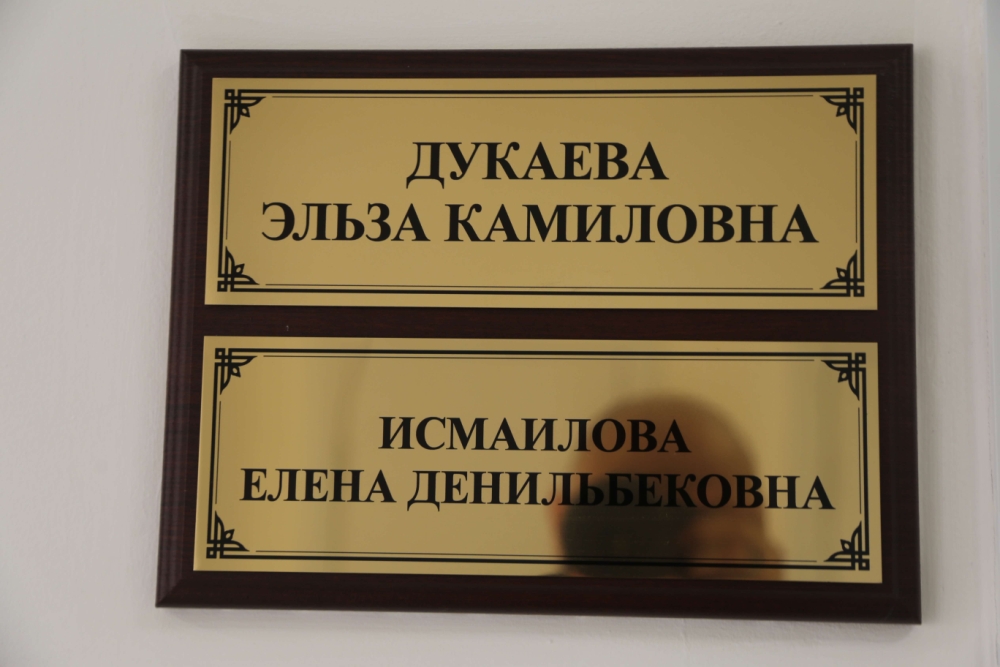 ДУКАЕВА
ЭЛЬЗА КАМИЛОВНА
ИСМАИЛОВА
ЕЛЕНА ДЕНИЛЬБЕКОВНА